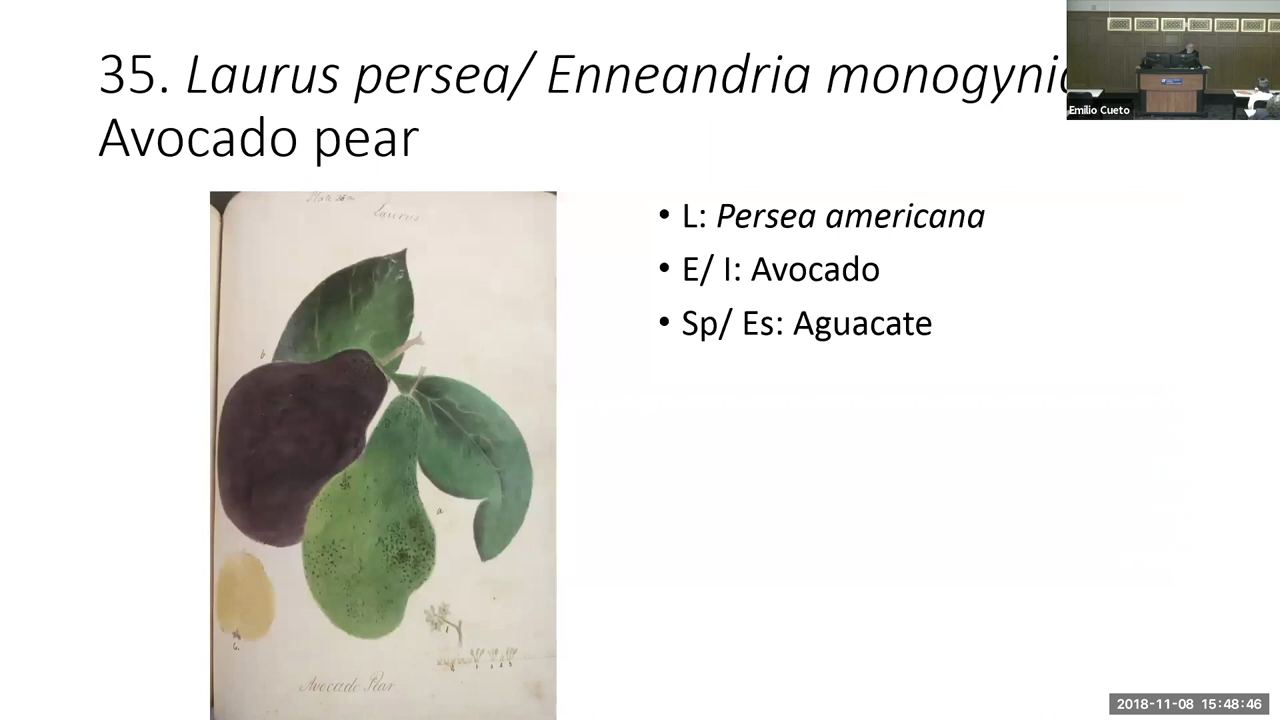 35. Laurus persea/ Enneandria monogynia
Avocado pear
Emilio Cueto
Laurus
b
a
Avocado Pear
• L: Persea americana
• E/ I: Avocado
• Sp/ Es: Aguacate
2018-11-08 15:48:46